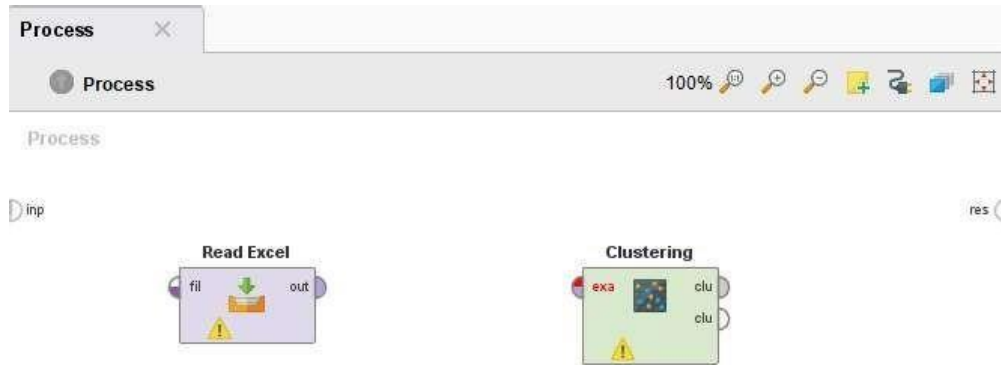 Process
Process 100%
Process
inp res
Read Excel Clustering
fil out exa clu
clu